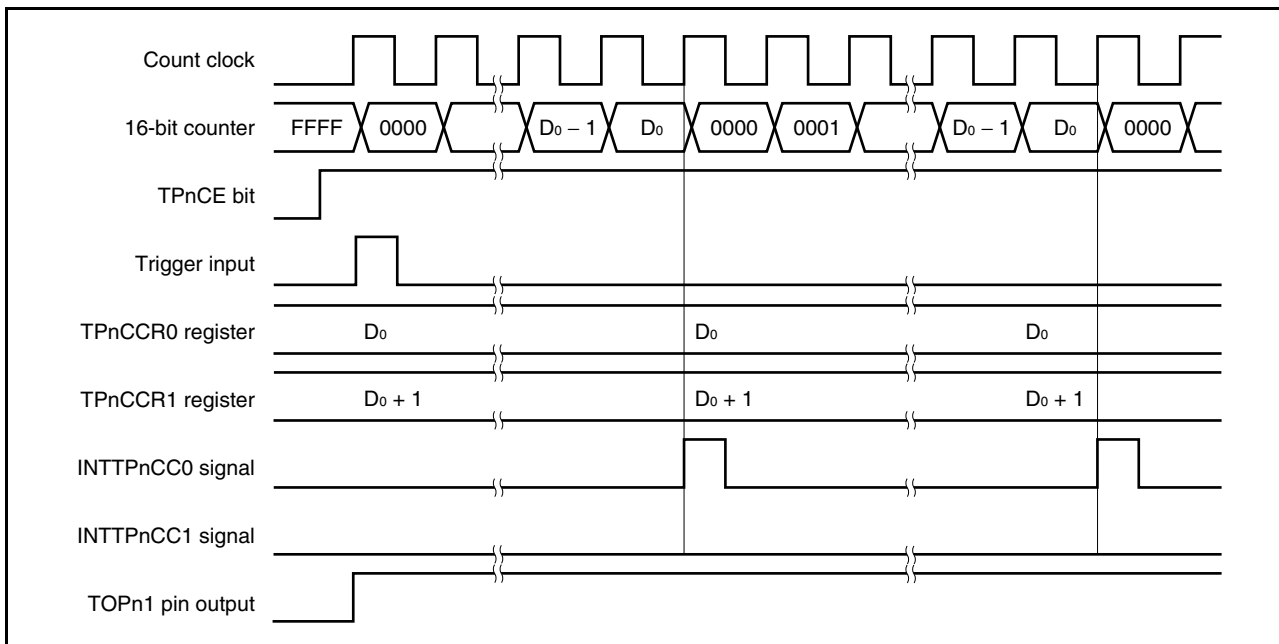 Count clock
16-bit counter FFFF 0000 D₀ – 1 D₀ 0000 0001 D₀ – 1 D₀ 0000
TPnCE bit
Trigger input
TPnCCR0 register D₀ D₀ D₀
TPnCCR1 register D₀ + 1 D₀ + 1 D₀ + 1
INTTPnCC0 signal
INTTPnCC1 signal
TOPn1 pin output